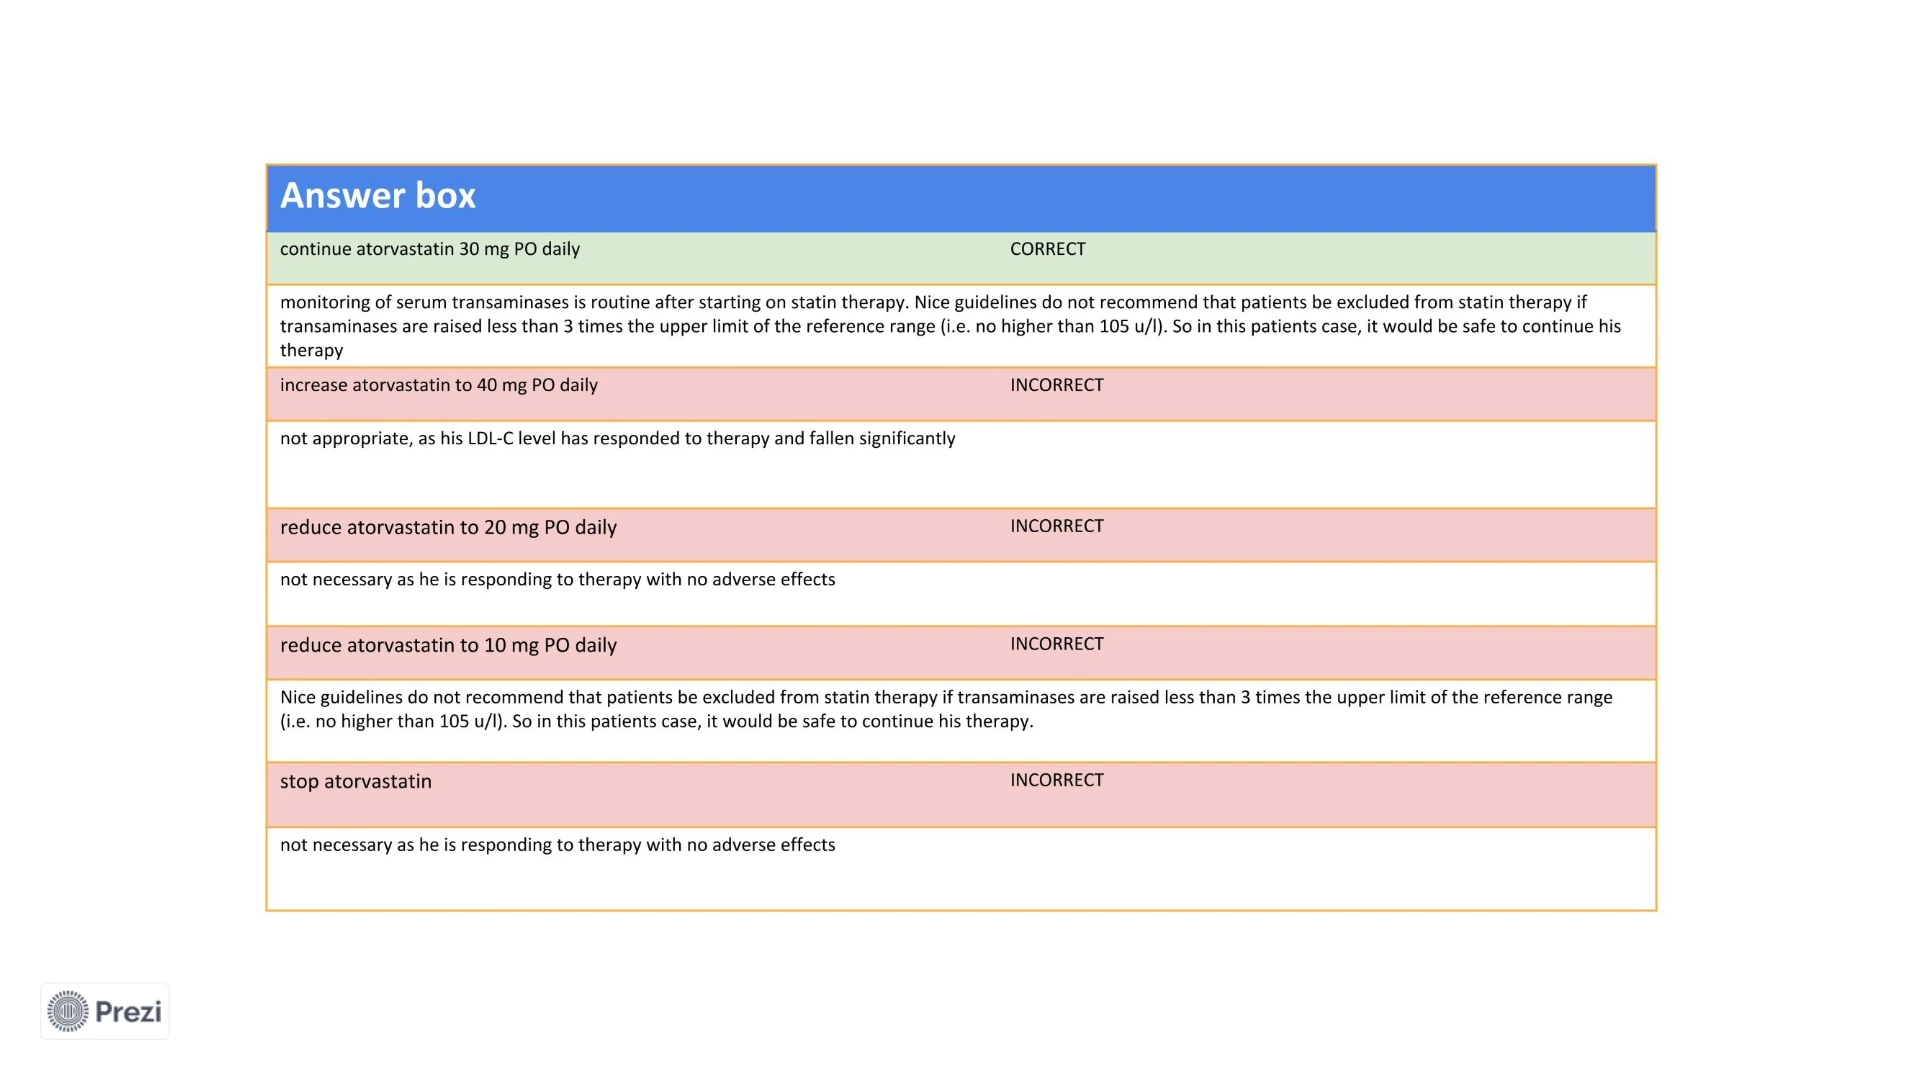 Answer box
continue atorvastatin 30 mg PO daily CORRECT
monitoring of serum transaminases is routine after starting on statin therapy. Nice guidelines do not recommend that patients be excluded from statin therapy if
transaminases are raised less than 3 times the upper limit of the reference range (i.e. no higher than 105 u/l). So in this patients case, it would be safe to continue his
therapy
increase atorvastatin to 40 mg PO daily INCORRECT
not appropriate, as his LDL-C level has responded to therapy and fallen significantly
reduce atorvastatin to 20 mg PO daily INCORRECT
not necessary as he is responding to therapy with no adverse effects
reduce atorvastatin to 10 mg PO daily INCORRECT
Nice guidelines do not recommend that patients be excluded from statin therapy if transaminases are raised less than 3 times the upper limit of the reference range
(i.e. no higher than 105 u/l). So in this patients case, it would be safe to continue his therapy.
stop atorvastatin INCORRECT
not necessary as he is responding to therapy with no adverse effects
Prezi